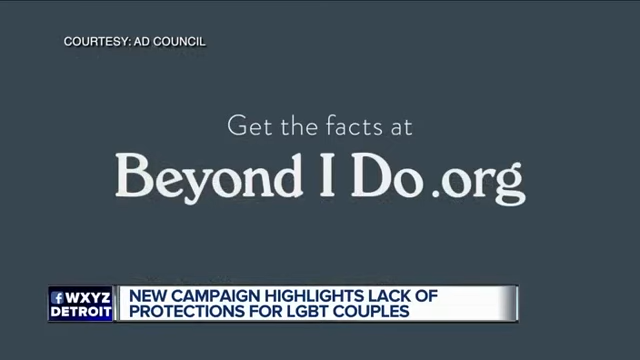 COURTESY: AD COUNCIL
Get the facts at
Beyond I Do.org
f WXYZ
DETROIT
NEW CAMPAIGN HIGHLIGHTS LACK OF
PROTECTIONS FOR LGBT COUPLES